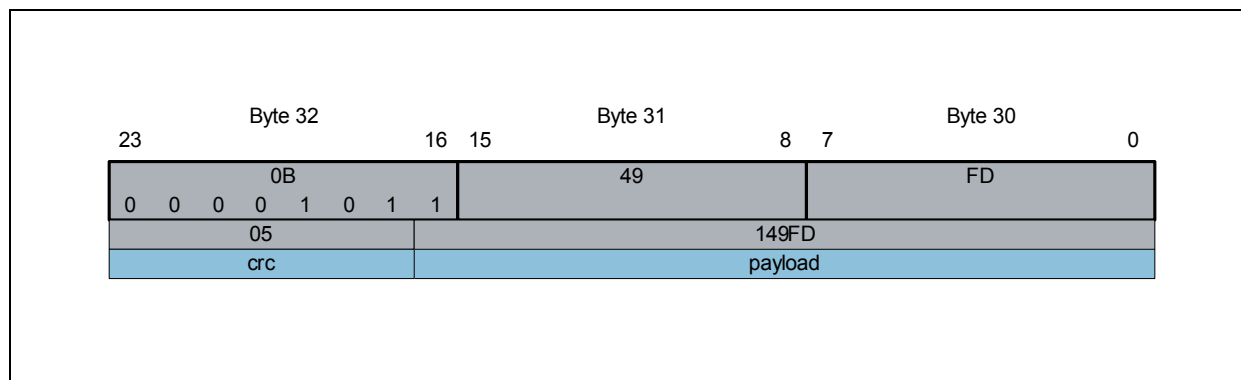 Byte 32 Byte 31 Byte 30
23 16 15 8 7 0
0B 49 FD
0 0 0 0 1 0 1 1
05 149FD
crc payload